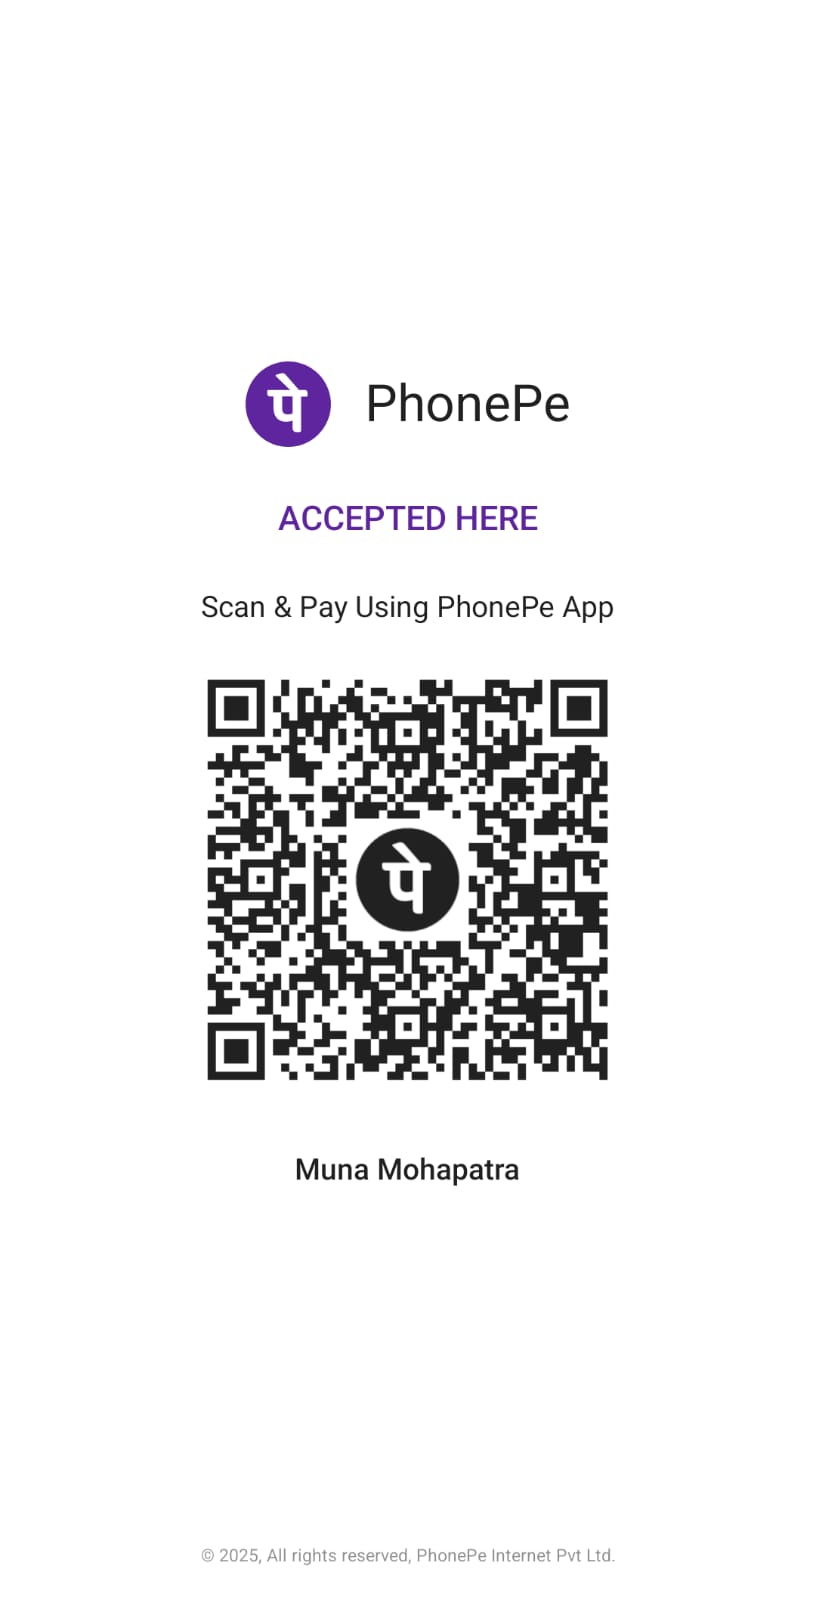 पे PhonePe
ACCEPTED HERE
Scan & Pay Using PhonePe App
पे
Muna Mohapatra
© 2025, All rights reserved, PhonePe Internet Pvt Ltd.